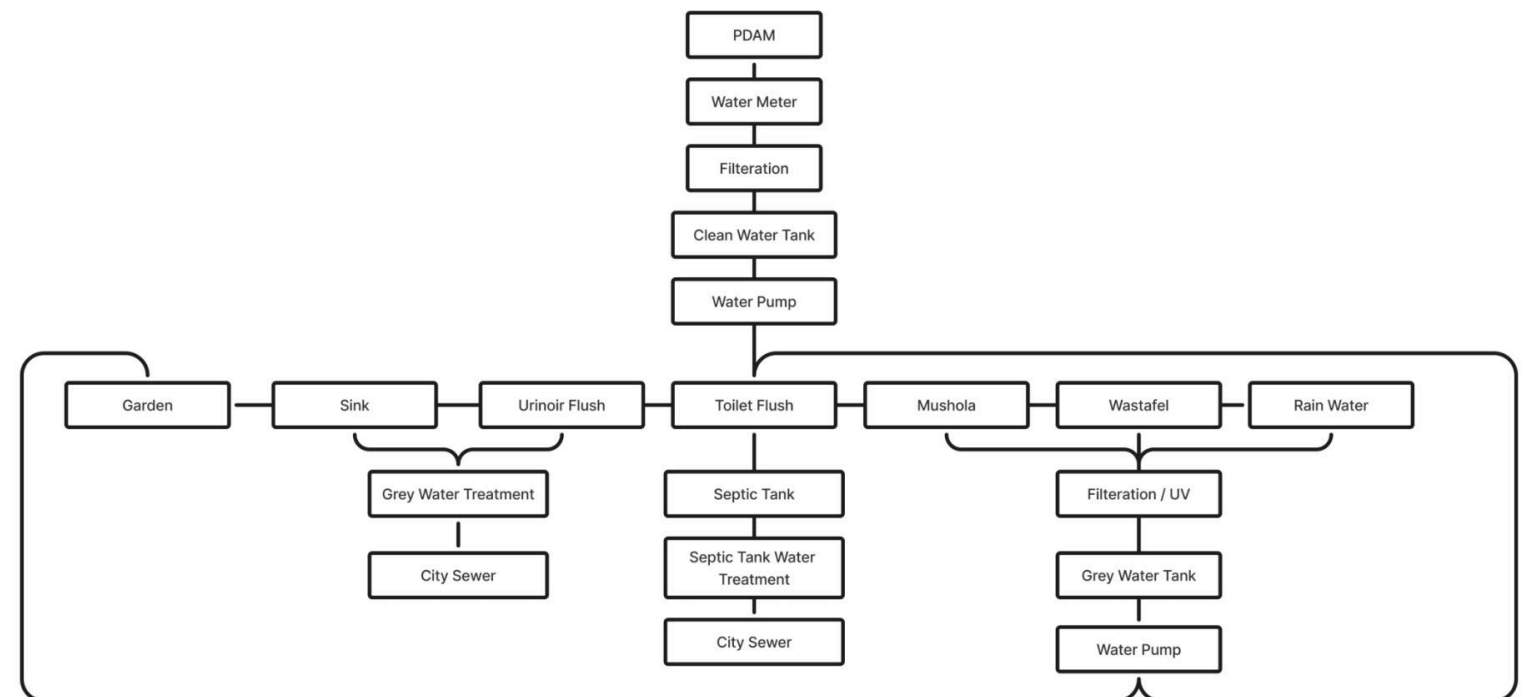 PDAM
Water Meter
Filteration
Clean Water Tank
Water Pump
Garden
Sink
Urinoir Flush
Toilet Flush
Mushola
Wastafel
Rain Water
Grey Water Treatment
Septic Tank
Filteration / UV
Septic Tank Water
Treatment
City Sewer
Grey Water Tank
City Sewer
Water Pump